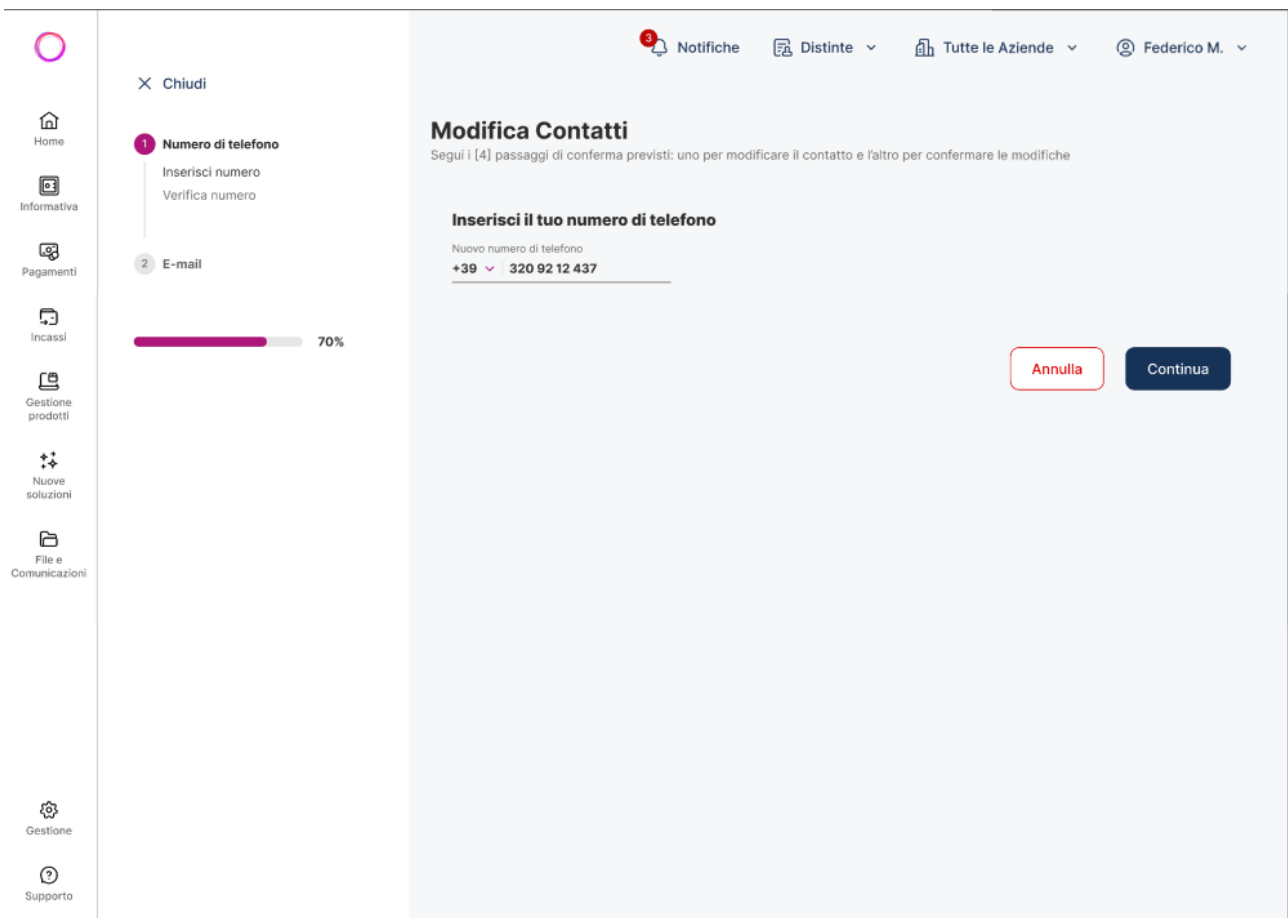 3
Notifiche
Distinte
Tutte le Aziende
Federico M.
Home
Informativa
Pagamenti
Incassi
Gestione
prodotti
Nuove
soluzioni
File e
Comunicazioni
Gestione
Supporto
Chiudi
1 Numero di telefono
Inserisci numero
Verifica numero
2 E-mail
70%
Modifica Contatti
Segui i [4] passaggi di conferma previsti: uno per modificare il contatto e l'altro per confermare le modifiche
Inserisci il tuo numero di telefono
Nuovo numero di telefono
+39 320 92 12 437
Annulla
Continua